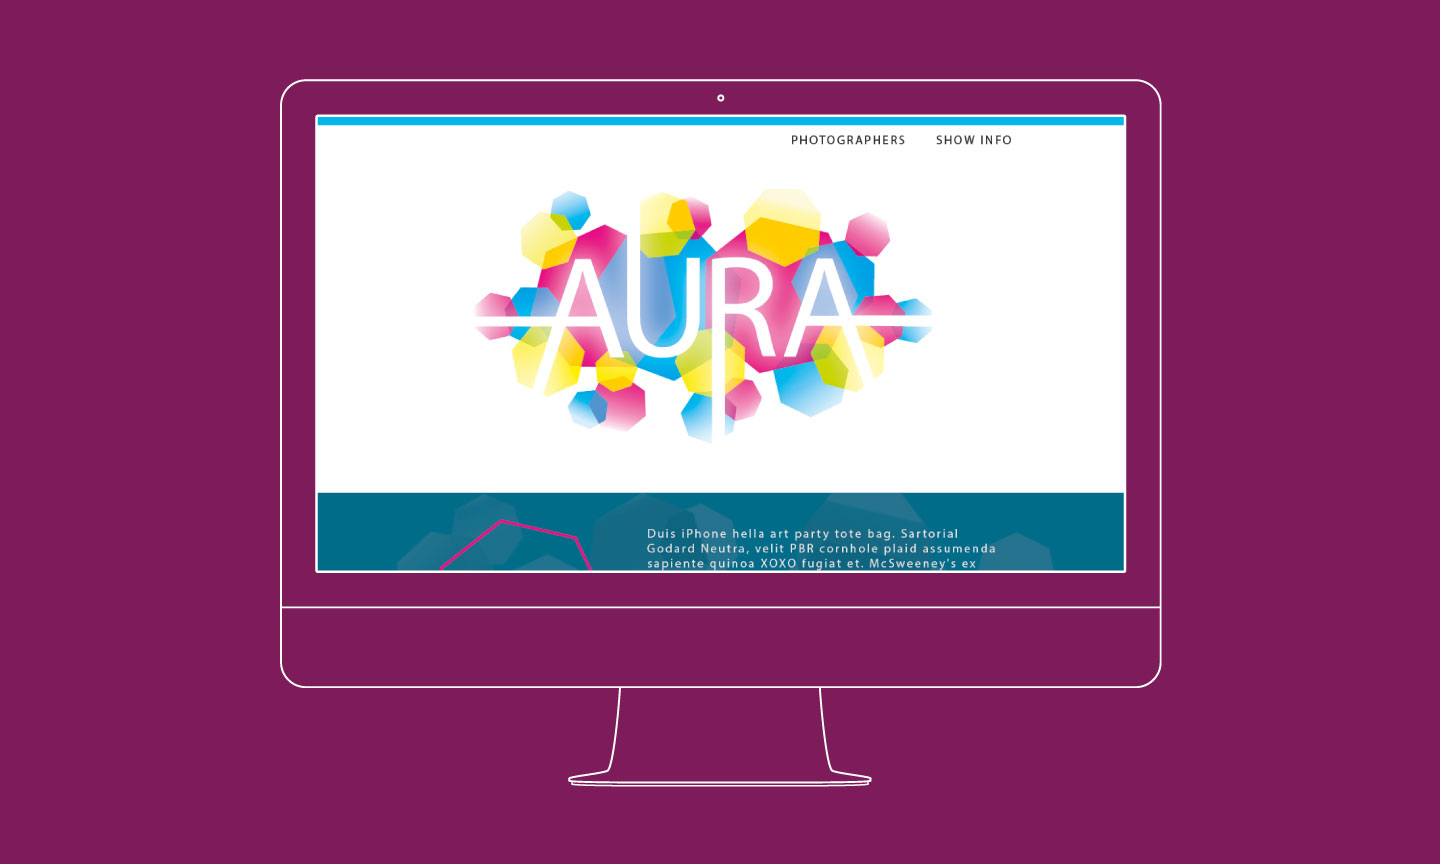 PHOTOGRAPHERS SHOW INFO
AURA
Duis iPhone hella art party tote bag. Sartorial
Godard Neutra, velit PBR cornhole plaid assumenda
sapiente quinoa XOXO fugiat et. McSweeney's ex